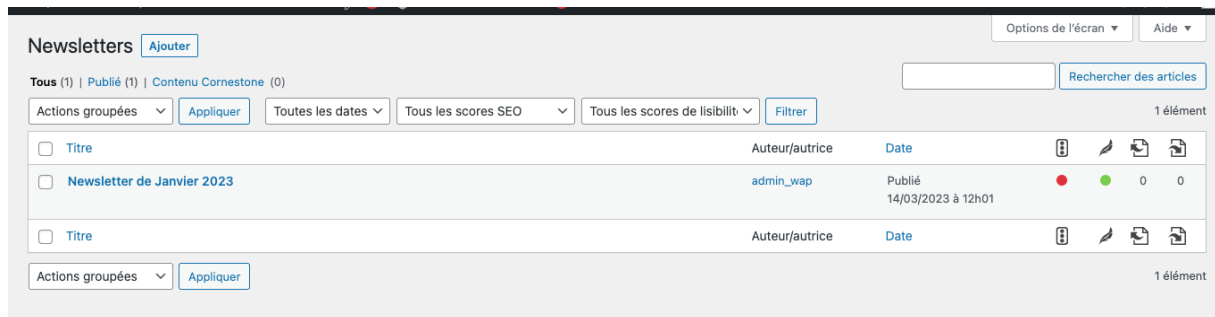 Options de l'écran ▼ Aide ▼
Newsletters Ajouter
Tous (1) | Publié (1) | Contenu Cornestone (0)
Rechercher des articles
Actions groupées Appliquer Toutes les dates Tous les scores SEO Tous les scores de lisibilit Filtrer 1 élément
Titre Auteur/autrice Date
Newsletter de Janvier 2023 admin_wap Publié 0 0
14/03/2023 à 12h01
Titre Auteur/autrice Date
Actions groupées Appliquer 1 élément